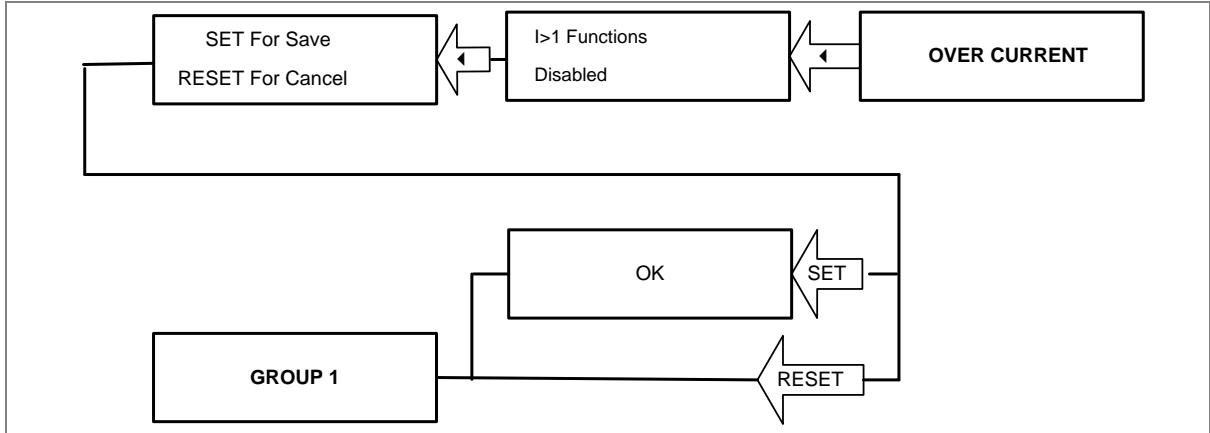 SET For Save
RESET For Cancel
I>1 Functions
Disabled
OVER CURRENT
OK
SET
GROUP 1
RESET